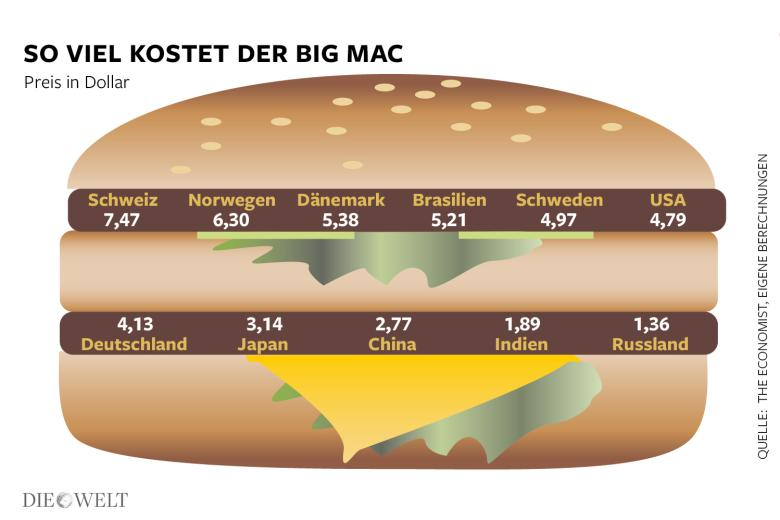 SO VIEL KOSTET DER BIG MAC
Preis in Dollar
Schweiz Norwegen Dänemark Brasilien Schweden USA
7,47 6,30 5,38 5,21 4,97 4,79
4,13 3,14 2,77 1,89 1,36
Deutschland Japan China Indien Russland
QUELLE: THE ECONOMIST, EIGENE BERECHNUNGEN
DIE WELT